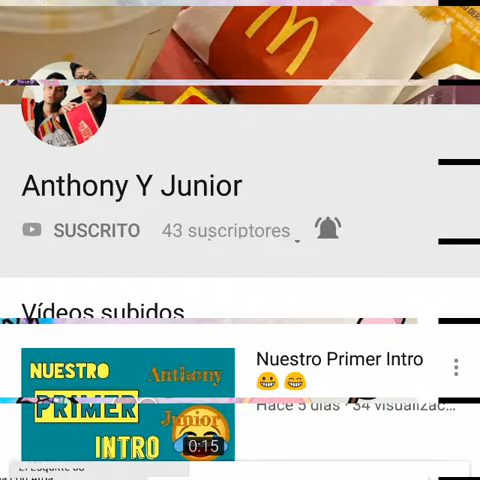 Anthony Y Junior
SUSCRITO 43 suscriptores
Vídeos subidos
Nuestro Primer Intro
😀 😂
Hace 5 días · 34 visualizac...
NUESTRO Anthony
PRIMER Junior
INTRO 0:15